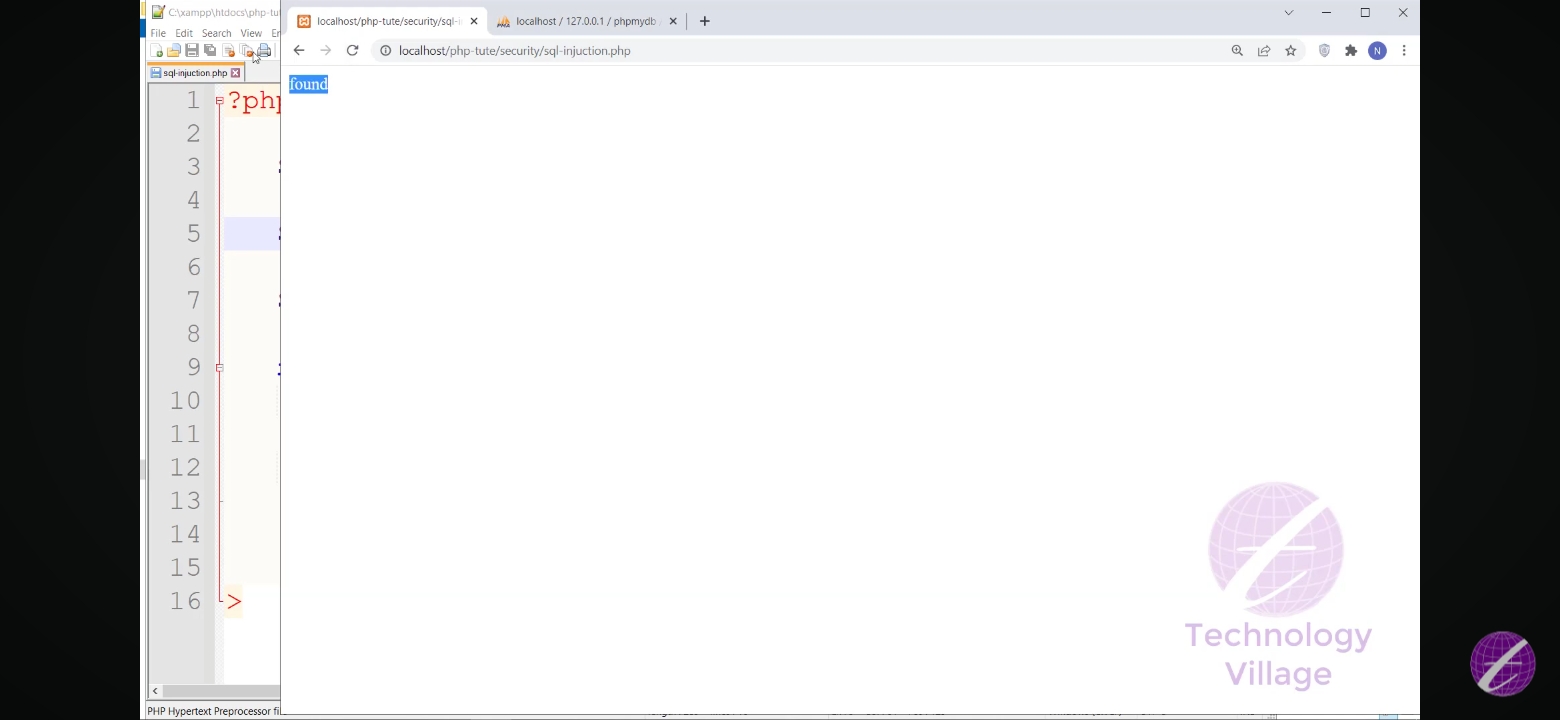 C:\xampp\htdocs\php-tu
File Edit Search View
sql-injuction.php
1 ?php
2
3
4
5
6
7
8
9
10
11
12
13
14
15
16 >
PHP Hypertext Preprocessor
localhost/php-tute/security/sql-i
localhost / 127.0.0.1 / phpmydb
localhost/php-tute/security/sql-injuction.php
N
found
Technology
Village